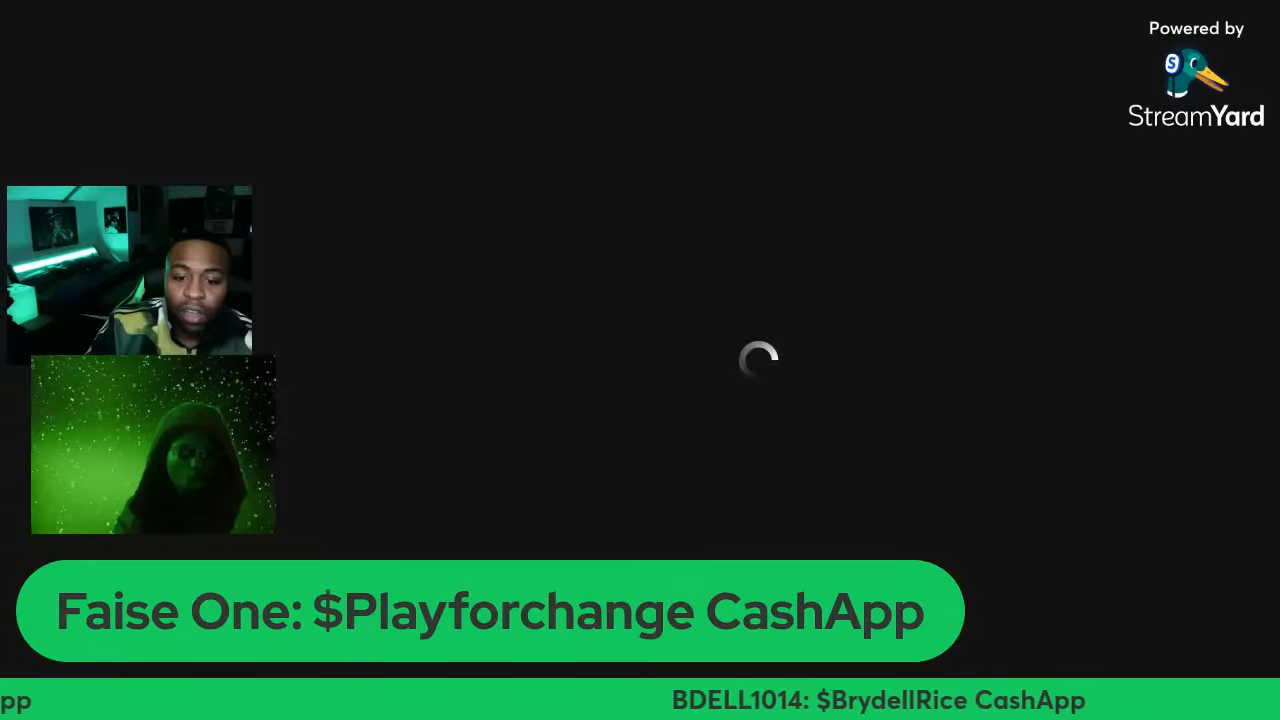 Powered by
S
StreamYard
Faise One: $Playforchange CashApp
pp
BDELL1014: $BrydellRice CashApp